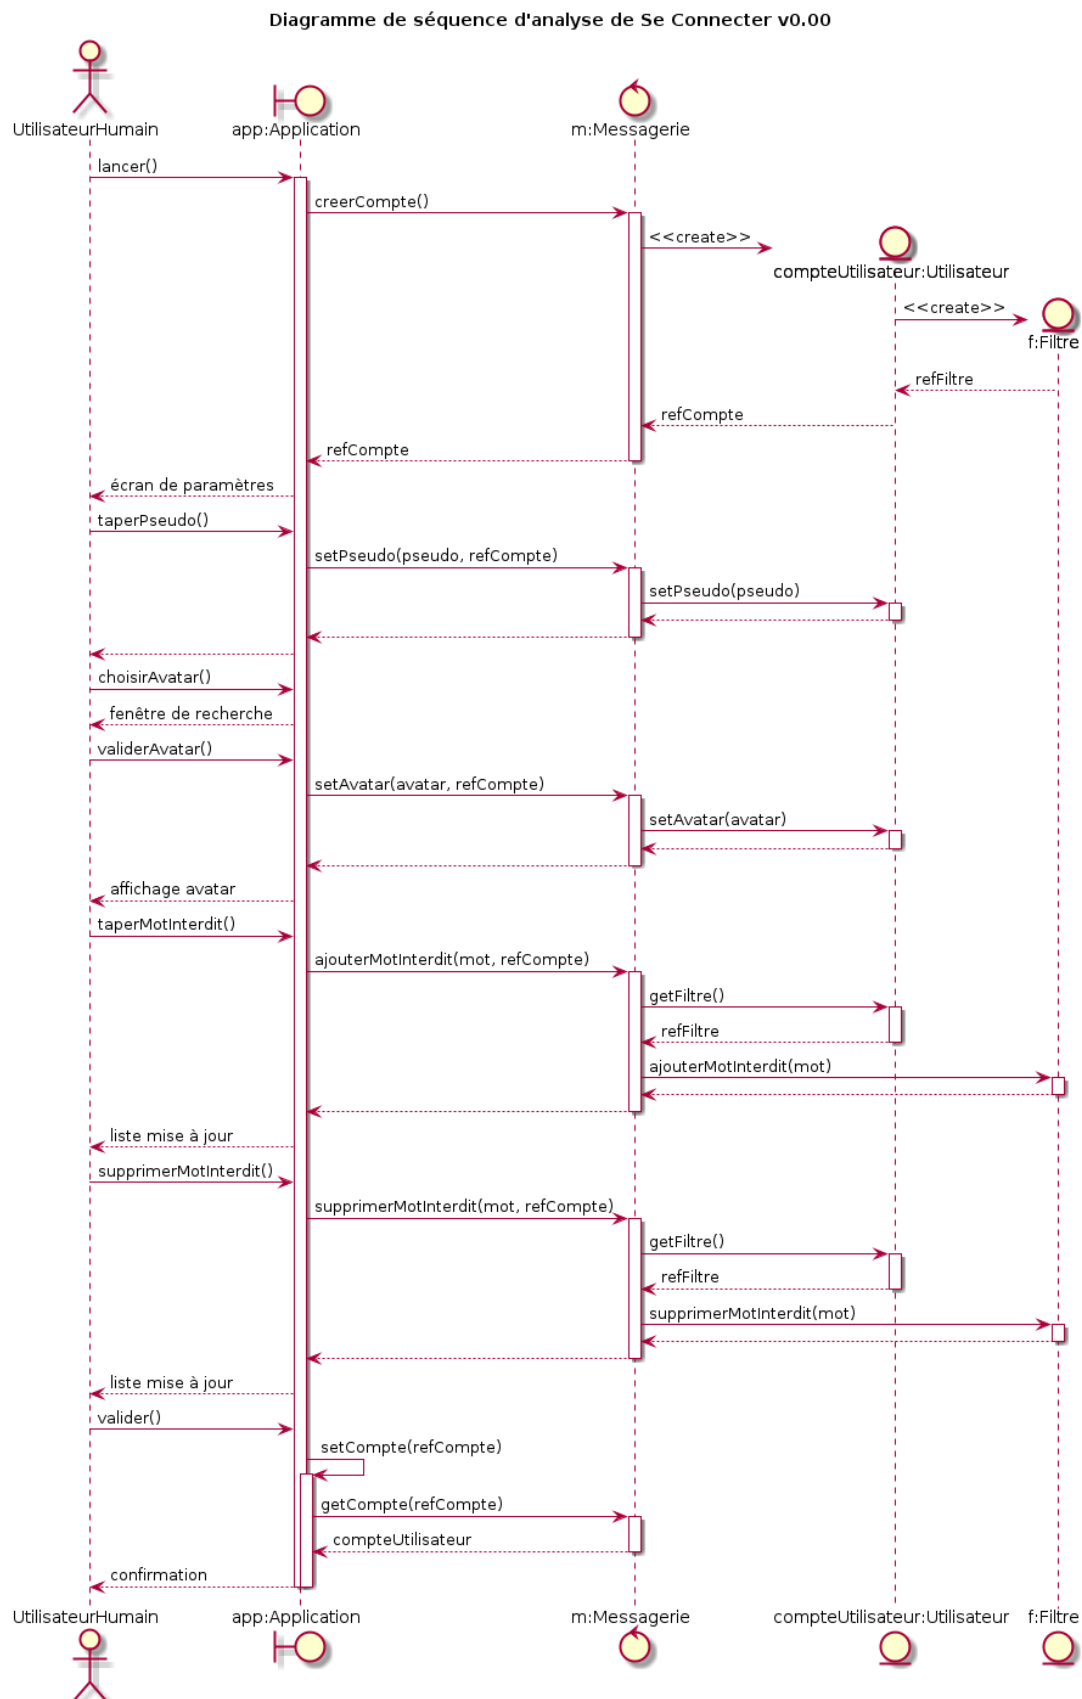 Diagramme de séquence d'analyse de Se Connecter v0.00
UtilisateurHumain
app:Application
m:Messagerie
lancer()
creerCompte()
<<create>>
compteUtilisateur:Utilisateur
<<create>>
f:Filtre
refFiltre
refCompte
refCompte
écran de paramètres
taperPseudo()
setPseudo(pseudo, refCompte)
setPseudo(pseudo)
choisirAvatar()
fenêtre de recherche
validerAvatar()
setAvatar(avatar, refCompte)
setAvatar(avatar)
affichage avatar
taperMotInterdit()
ajouterMotInterdit(mot, refCompte)
getFiltre()
refFiltre
ajouterMotInterdit(mot)
liste mise à jour
supprimerMotInterdit()
supprimerMotInterdit(mot, refCompte)
getFiltre()
refFiltre
supprimerMotInterdit(mot)
liste mise à jour
valider()
setCompte(refCompte)
getCompte(refCompte)
compteUtilisateur
confirmation
UtilisateurHumain
app:Application
m:Messagerie
compteUtilisateur:Utilisateur
f:Filtre